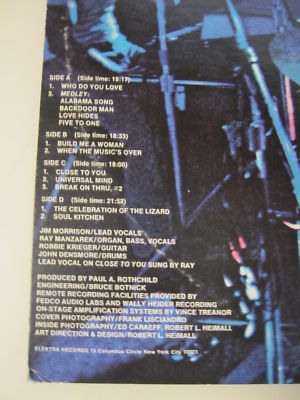 SIDE A (Side time: 18:17)
1. WHO DO YOU LOVE
2. MEDLEY:
ALABAMA SONG
BACKDOOR MAN
LOVE HIDES
FIVE TO ONE
SIDE B (Side time: 18:33)
1. BUILD ME A WOMAN
2. WHEN THE MUSIC'S OVER
SIDE C (Side time: 18:00)
1. CLOSE TO YOU
2. UNIVERSAL MIND
3. BREAK ON THRU, #2
SIDE D (Side time: 21:52)
1. THE CELEBRATION OF THE LIZARD
2. SOUL KITCHEN
JIM MORRISON/LEAD VOCALS
RAY MANZAREK/ORGAN, BASS, VOCALS
ROBBIE KRIEGER/GUITAR
JOHN DENSMORE/DRUMS
LEAD VOCAL ON CLOSE TO YOU SUNG BY RAY
PRODUCED BY PAUL A. ROTHCHILD
ENGINEERING/BRUCE BOTNICK
REMOTE RECORDING FACILITIES PROVIDED BY
FEDCO AUDIO LABS AND WALLY HEIDER RECORDING
ON-STAGE AMPLIFICATION SYSTEMS BY VINCE TREANOR
COVER PHOTOGRAPHY/FRANK LISCIANDRO
INSIDE PHOTOGRAPHY/ED CARAEFF, ROBERT L. HEIMALL
ART DIRECTION & DESIGN/ROBERT L. HEIMALL
ELEKTRA RECORDS 15 Columbus Circle New York City 10023